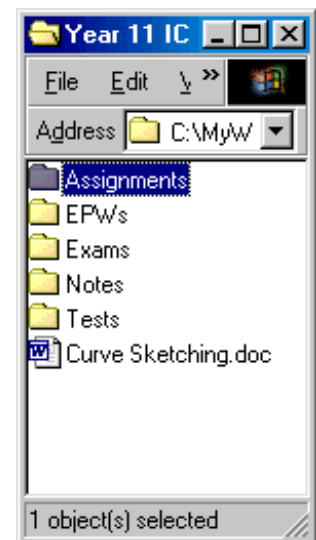 Year 11 IC
File Edit V »
Address C:\MyW
Assignments
EPWs
Exams
Notes
Tests
Curve Sketching.doc
1 object(s) selected